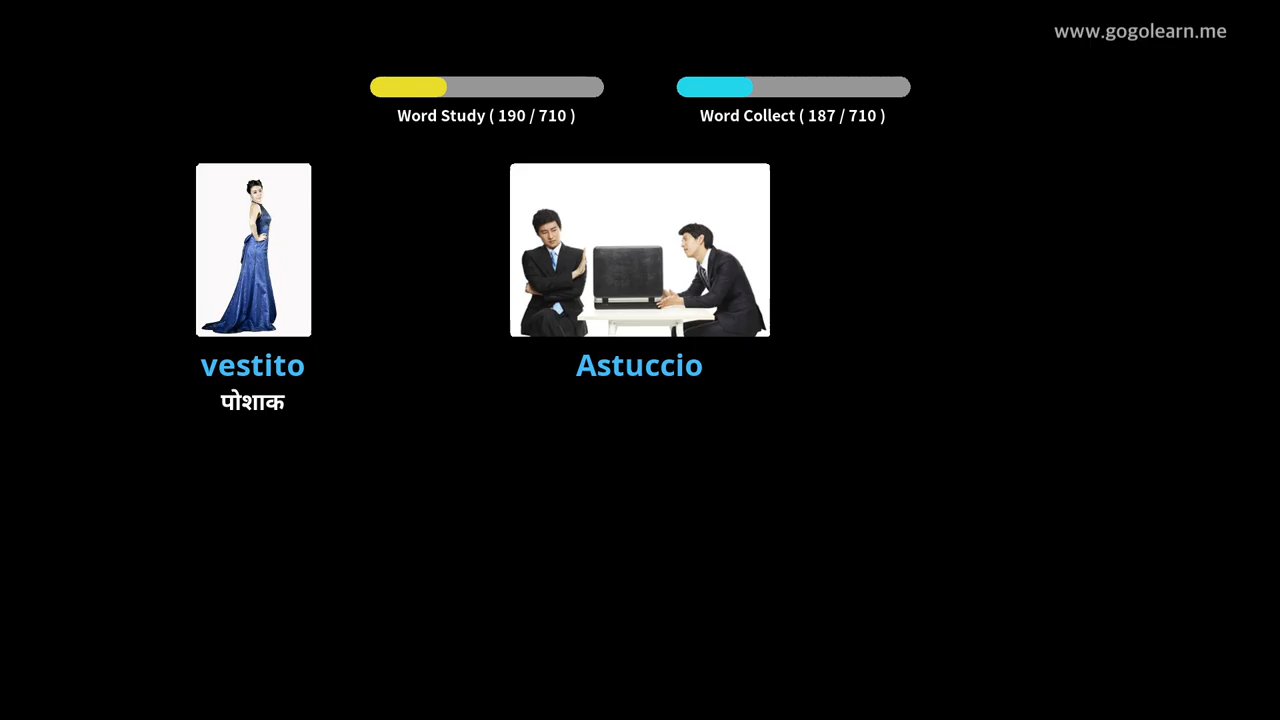 www.gogolearn.me
Word Study ( 190 / 710 )
Word Collect ( 187 / 710 )
vestito
पोशाक
Astuccio